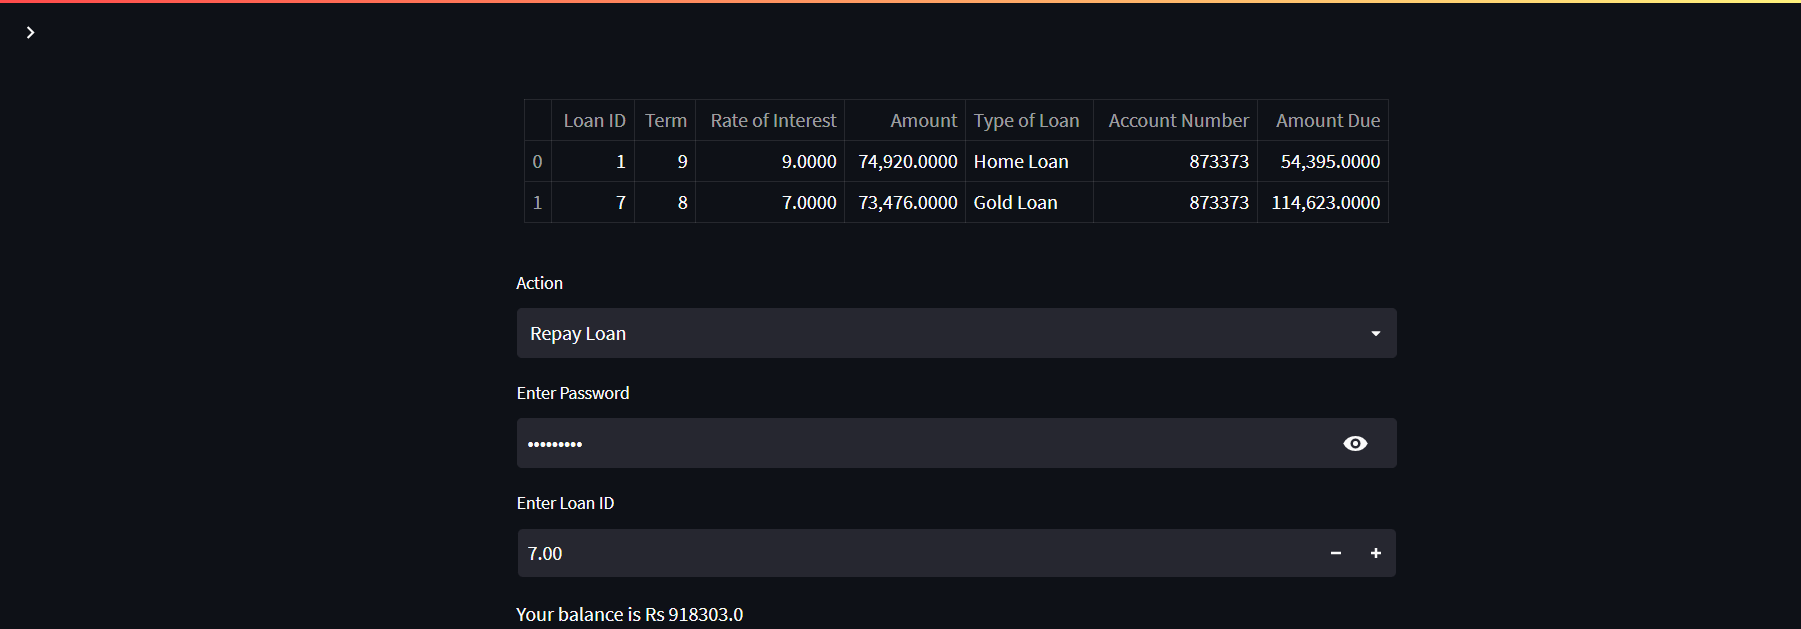 Loan ID Term Rate of Interest Amount Type of Loan Account Number Amount Due
0 1 9 9.0000 74,920.0000 Home Loan 873373 54,395.0000
1 7 8 7.0000 73,476.0000 Gold Loan 873373 114,623.0000
Action
Repay Loan
Enter Password
•••••••••
Enter Loan ID
7.00
Your balance is Rs 918303.0